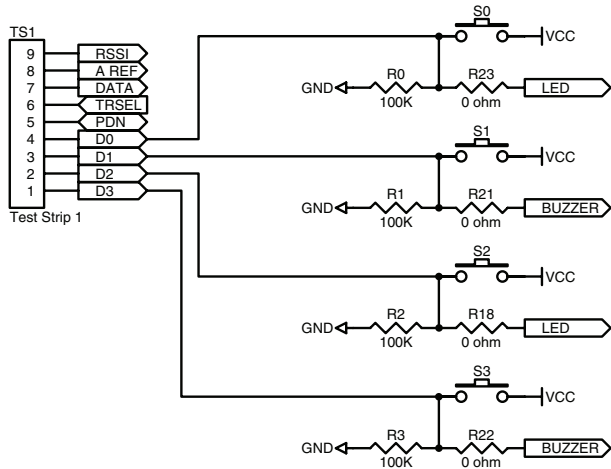 TS1
9 RSSI
8 A REF
7 DATA
6 TRSEL
5 PDN
4 D0
3 D1
2 D2
1 D3
Test Strip 1
S0
VCC
GND R0 R23 LED
100K 0 ohm
S1
VCC
GND R1 R21 BUZZER
100K 0 ohm
S2
VCC
GND R2 R18 LED
100K 0 ohm
S3
VCC
GND R3 R22 BUZZER
100K 0 ohm